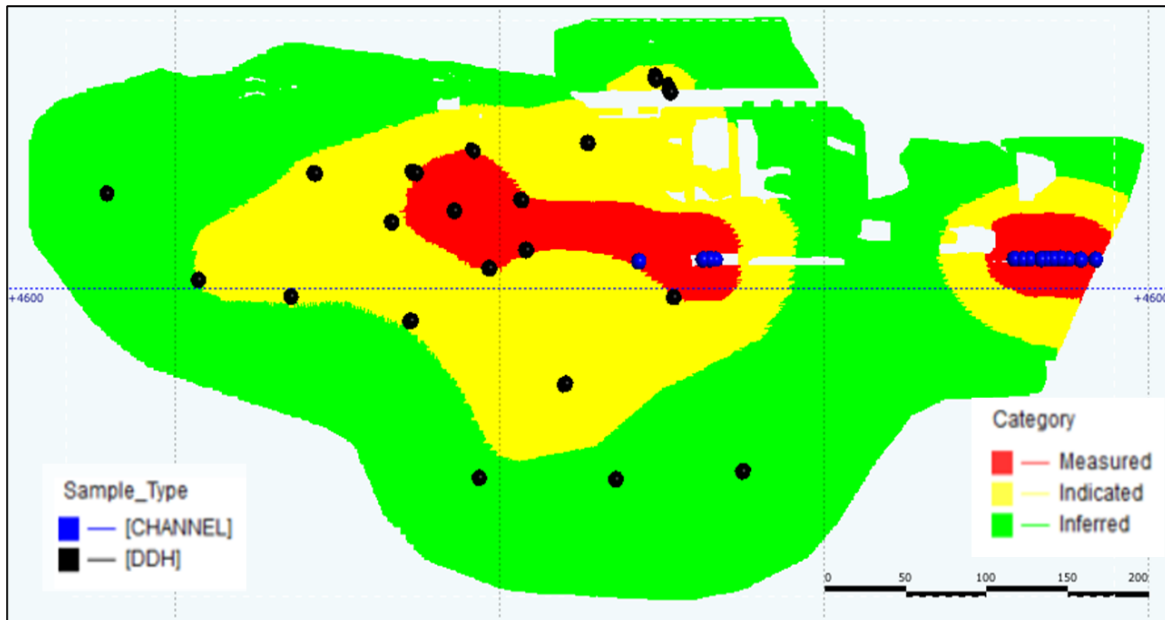 +4600
+4600
Category
Measured
Indicated
Inferred
Sample_Type
[CHANNEL]
[DDH]
0 50 100 150 200